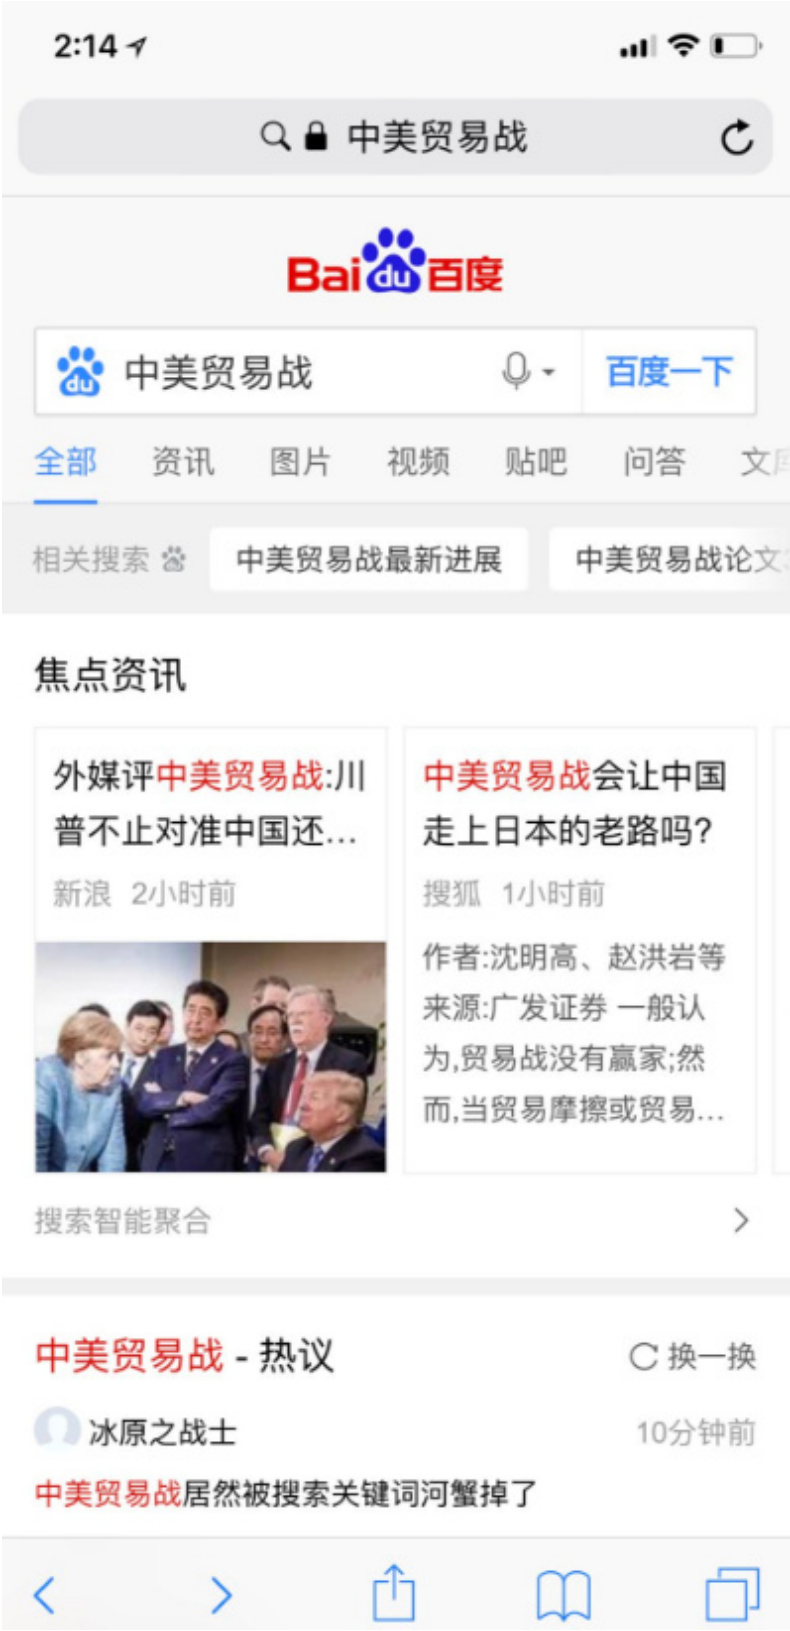 2:14
中美贸易战
Bai du 百度
du 中美贸易战 百度一下
全部 资讯 图片 视频 贴吧 问答 文库
相关搜索 中美贸易战最新进展 中美贸易战论文
焦点资讯
外媒评中美贸易战:川
普不止对准中国还...
新浪 2小时前
中美贸易战会让中国
走上日本的老路吗?
搜狐 1小时前
作者:沈明高、赵洪岩等
来源:广发证券 一般认
为,贸易战没有赢家;然
而,当贸易摩擦或贸易...
搜索智能聚合
中美贸易战 - 热议 换一换
冰原之战士 10分钟前
中美贸易战居然被搜索关键词河蟹掉了